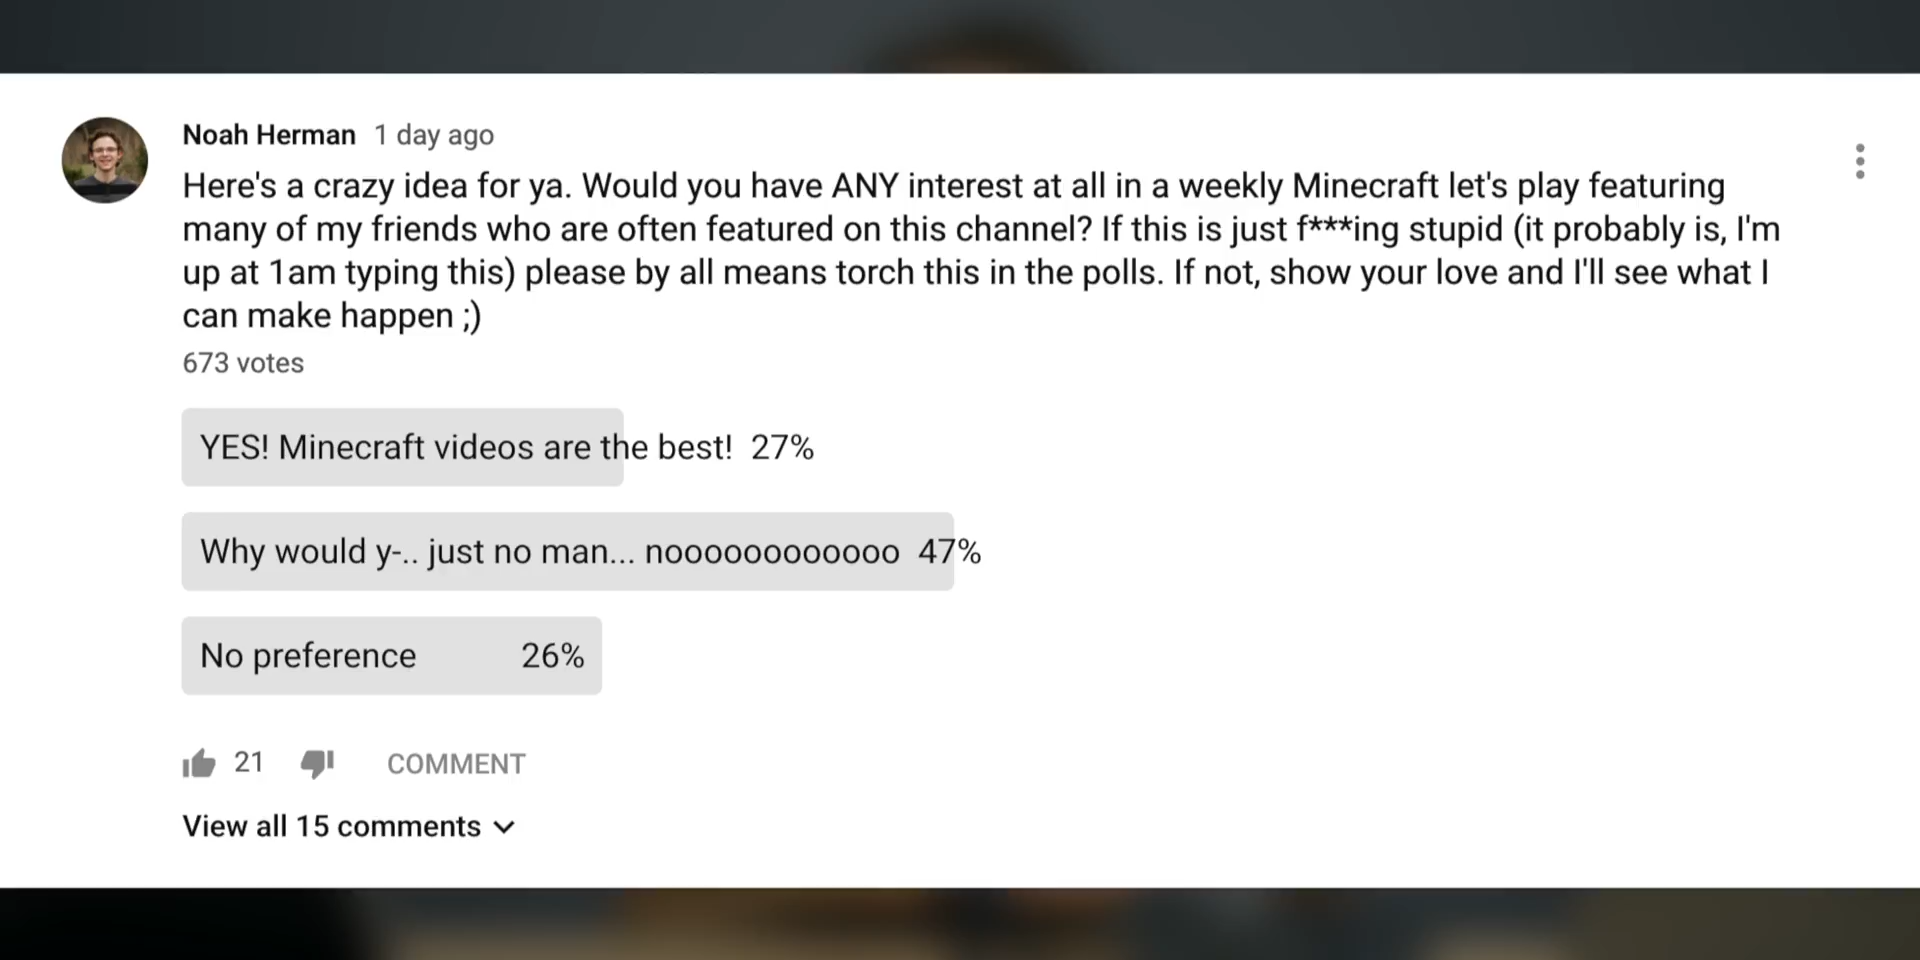 Noah Herman 1 day ago
Here's a crazy idea for ya. Would you have ANY interest at all in a weekly Minecraft let's play featuring
many of my friends who are often featured on this channel? If this is just f***ing stupid (it probably is, I'm
up at 1am typing this) please by all means torch this in the polls. If not, show your love and I'll see what I
can make happen ;)
673 votes
YES! Minecraft videos are the best! 27%
Why would y-.. just no man... noooooooooooo 47%
No preference 26%
21 COMMENT
View all 15 comments